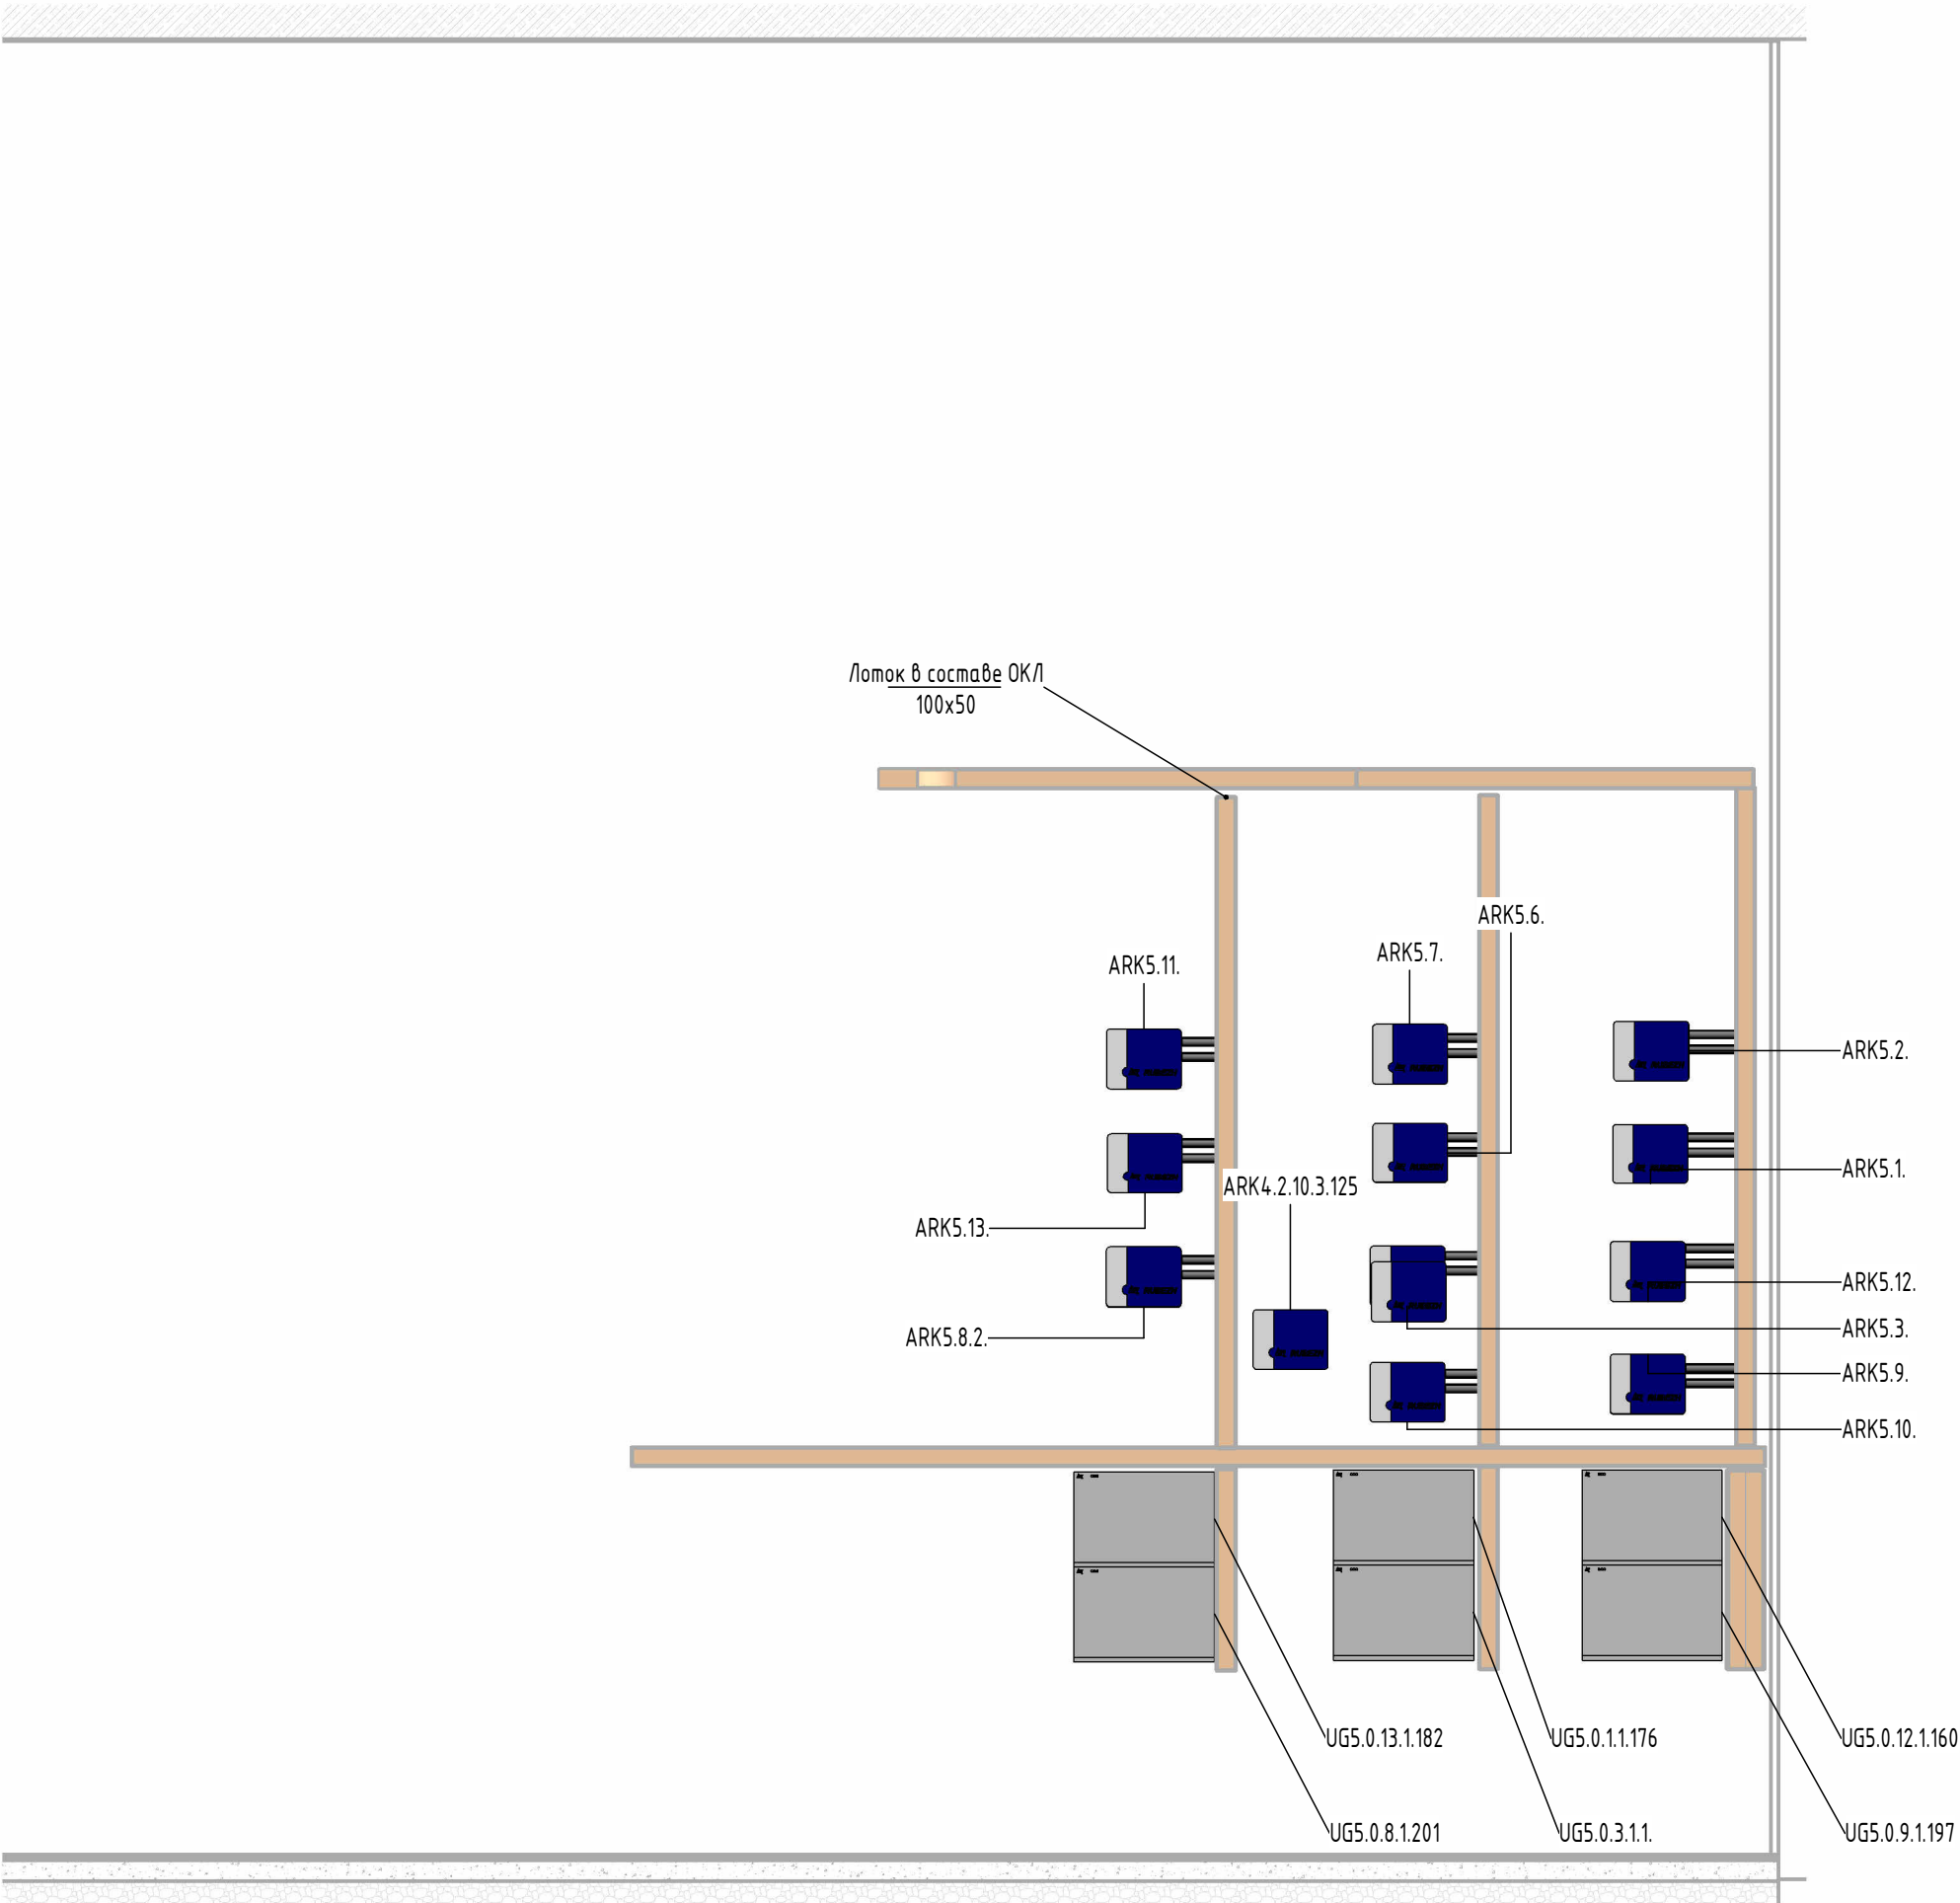 Лоток в составе ОКЛ
100х50
ARK5.6.
ARK5.7.
ARK5.11.
ARK5.2.
ARK5.1.
ARK4.2.10.3.125
ARK5.13.
ARK5.12.
ARK5.3.
ARK5.8.2.
ARK5.9.
ARK5.10.
UG5.0.13.1.182
UG5.0.1.1.176
UG5.0.12.1.160
UG5.0.8.1.201
UG5.0.3.1.1.
UG5.0.9.1.197